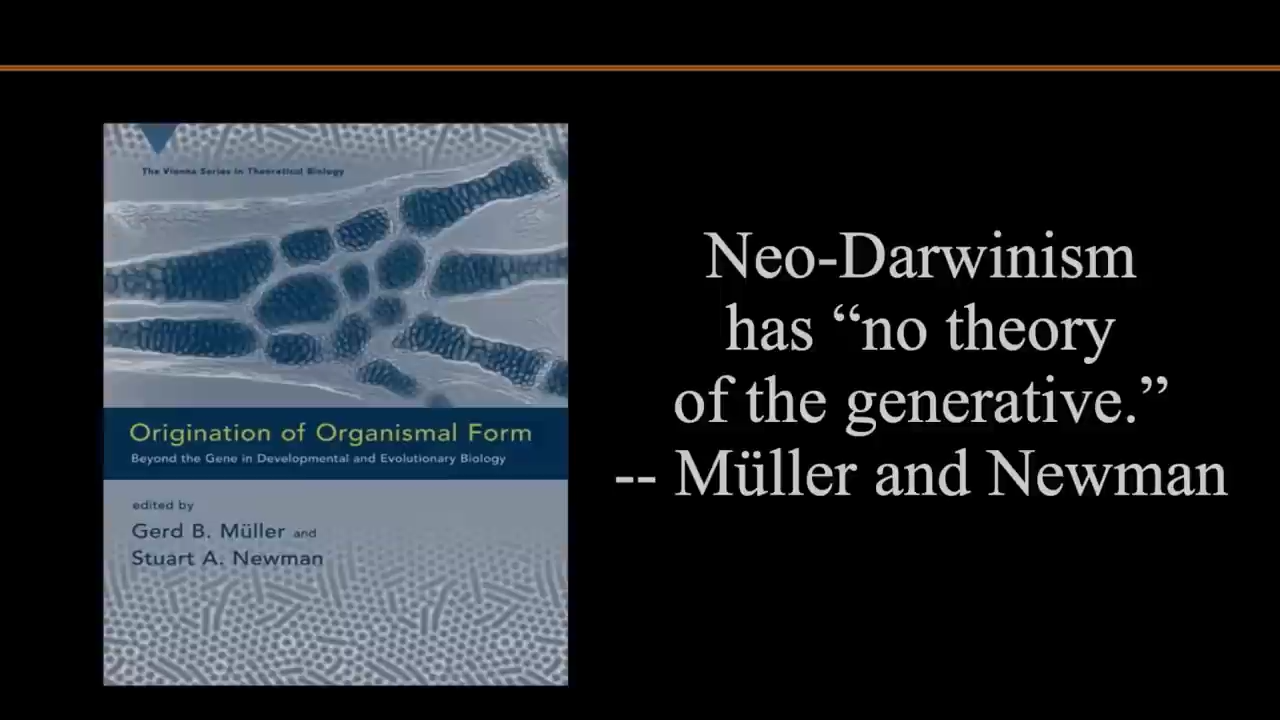 The Vienna Series in Theoretical Biology
Origination of Organismal Form
Beyond the Gene in Developmental and Evolutionary Biology
edited by
Gerd B. Müller and
Stuart A. Newman
Neo-Darwinism
has “no theory
of the generative.”
-- Müller and Newman